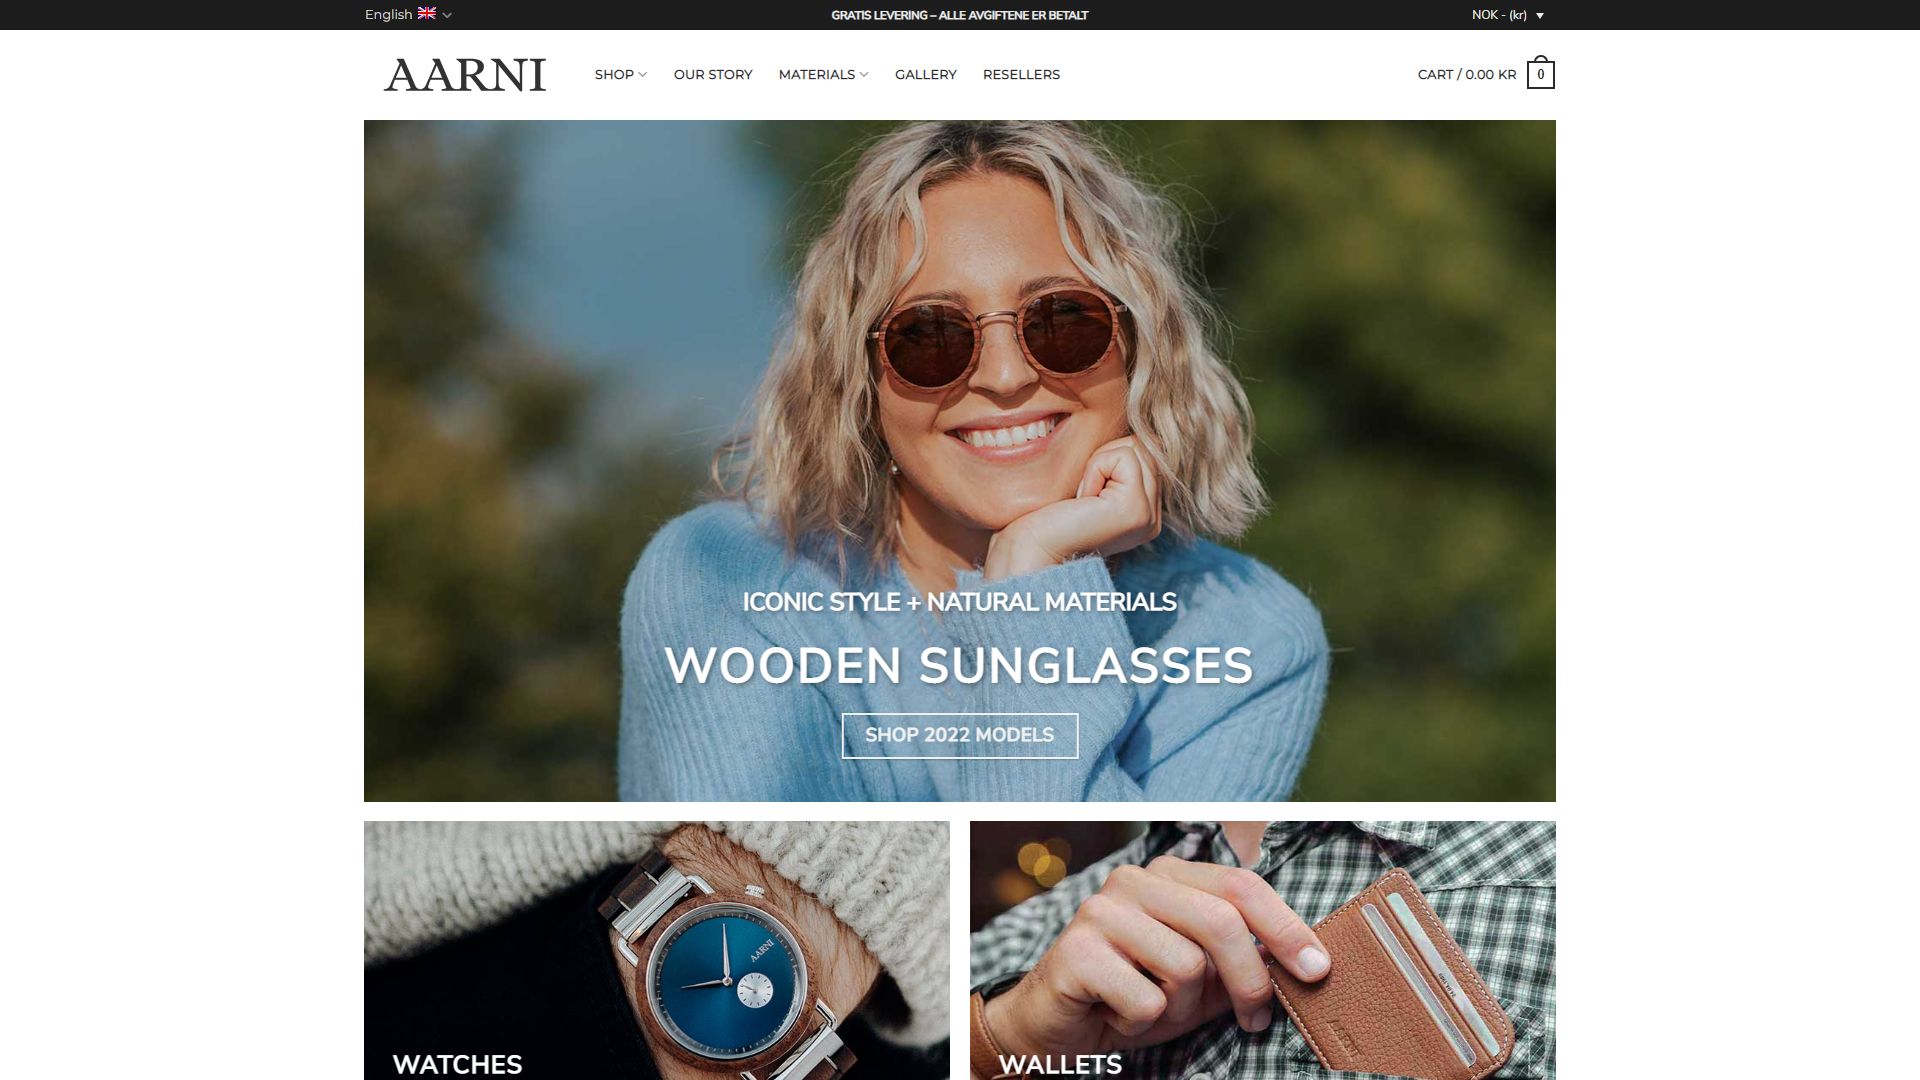 English
GRATIS LEVERING – ALLE AVGIFTENE ER BETALT
NOK - (kr)
AARNI
SHOP
OUR STORY
MATERIALS
GALLERY
RESELLERS
CART / 0.00 KR
0
ICONIC STYLE + NATURAL MATERIALS
WOODEN SUNGLASSES
SHOP 2022 MODELS
AARNI
WATCHES
WALLETS